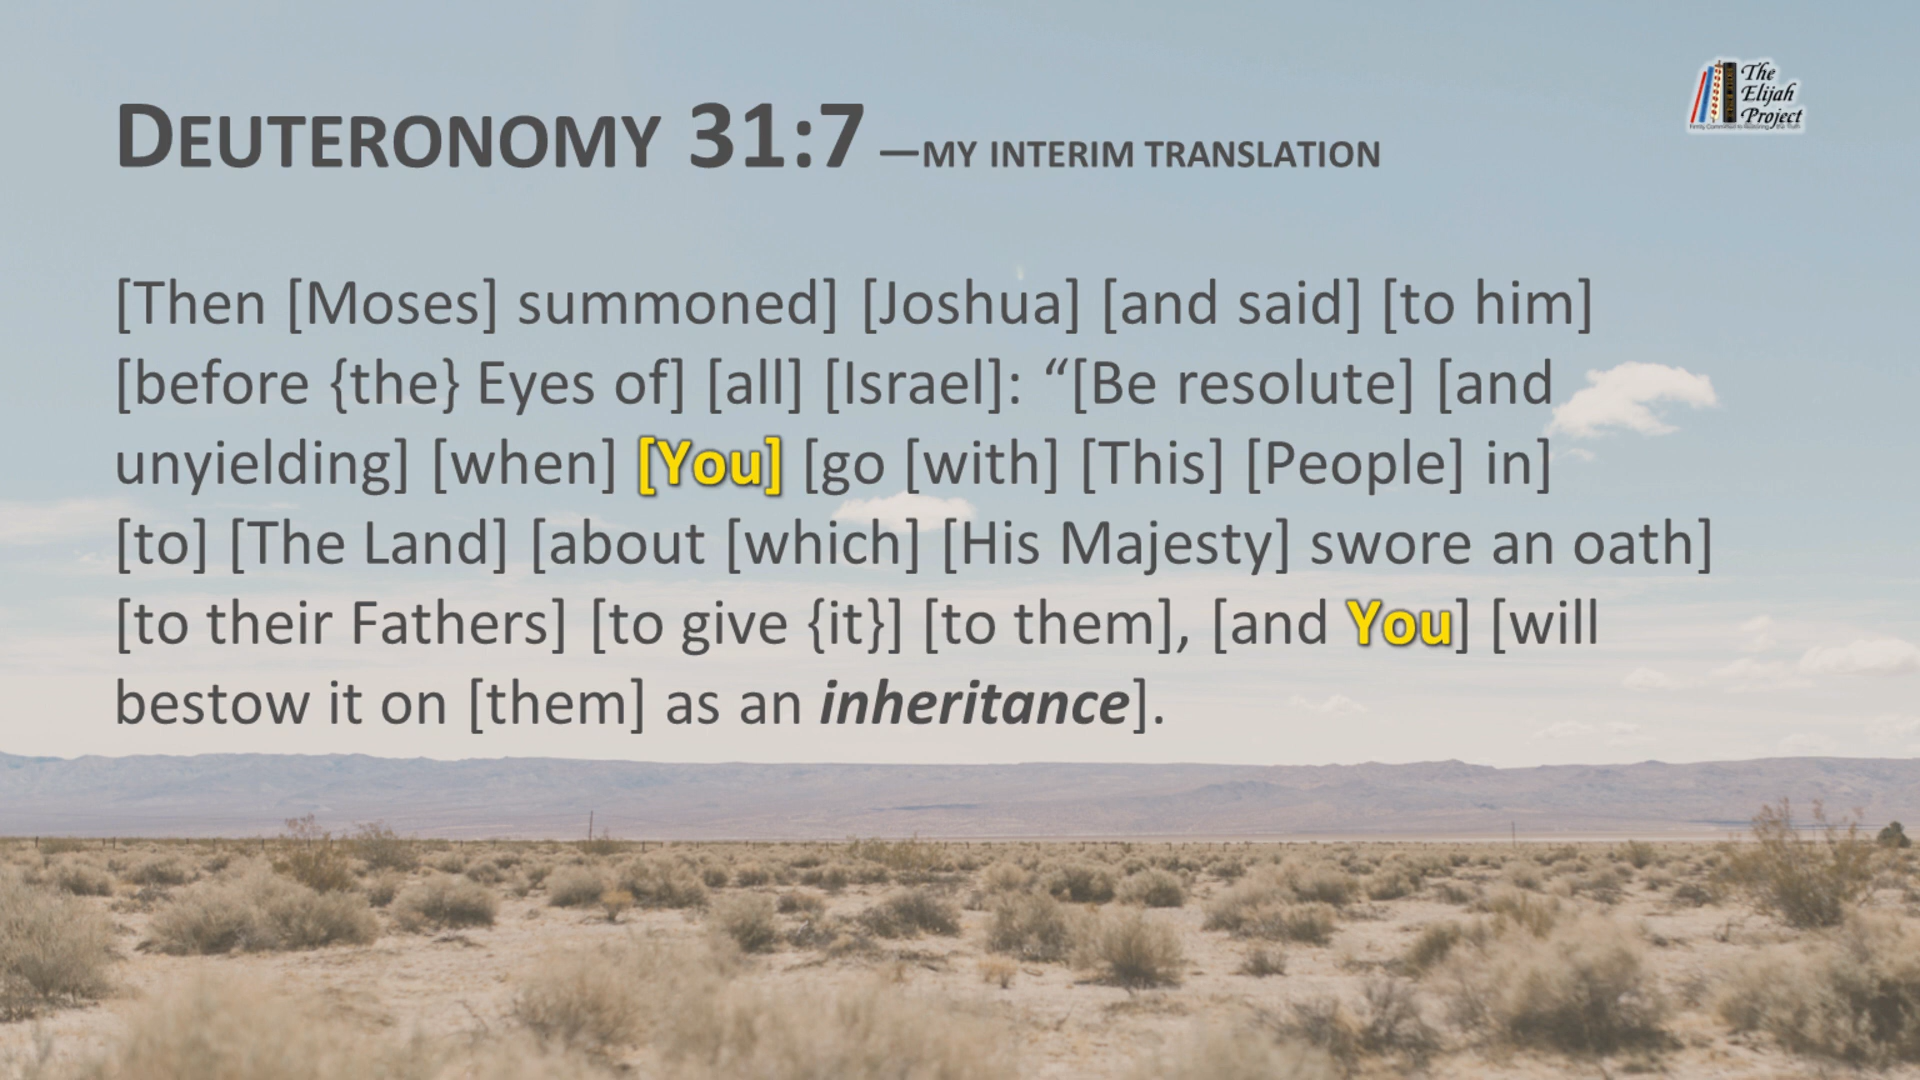 DEUTERONOMY 31:7 —MY INTERIM TRANSLATION
The
Elijah
Project
[Then [Moses] summoned] [Joshua] [and said] [to him]
[before {the} Eyes of] [all] [Israel]: “[Be resolute] [and
unyielding] [when] [You] [go [with] [This] [People] in]
[to] [The Land] [about [which] [His Majesty] swore an oath]
[to their Fathers] [to give {it}] [to them], [and You] [will
bestow it on [them] as an inheritance].